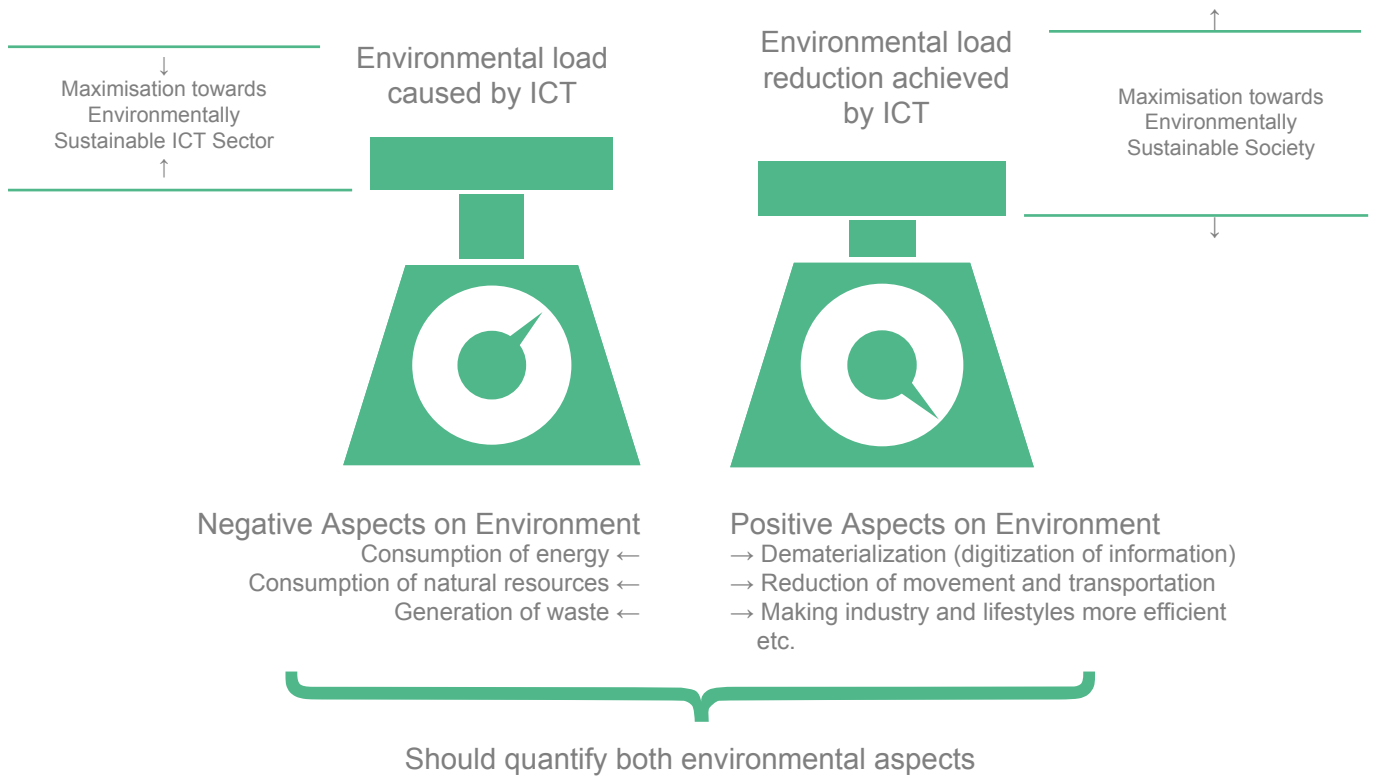 ↓
Maximisation towards
Environmentally
Sustainable ICT Sector
↑
Environmental load
caused by ICT
Environmental load
reduction achieved
by ICT
↑
Maximisation towards
Environmentally
Sustainable Society
↓
Negative Aspects on Environment
Consumption of energy ←
Consumption of natural resources ←
Generation of waste ←
Positive Aspects on Environment
→ Dematerialization (digitization of information)
→ Reduction of movement and transportation
→ Making industry and lifestyles more efficient
etc.
Should quantify both environmental aspects